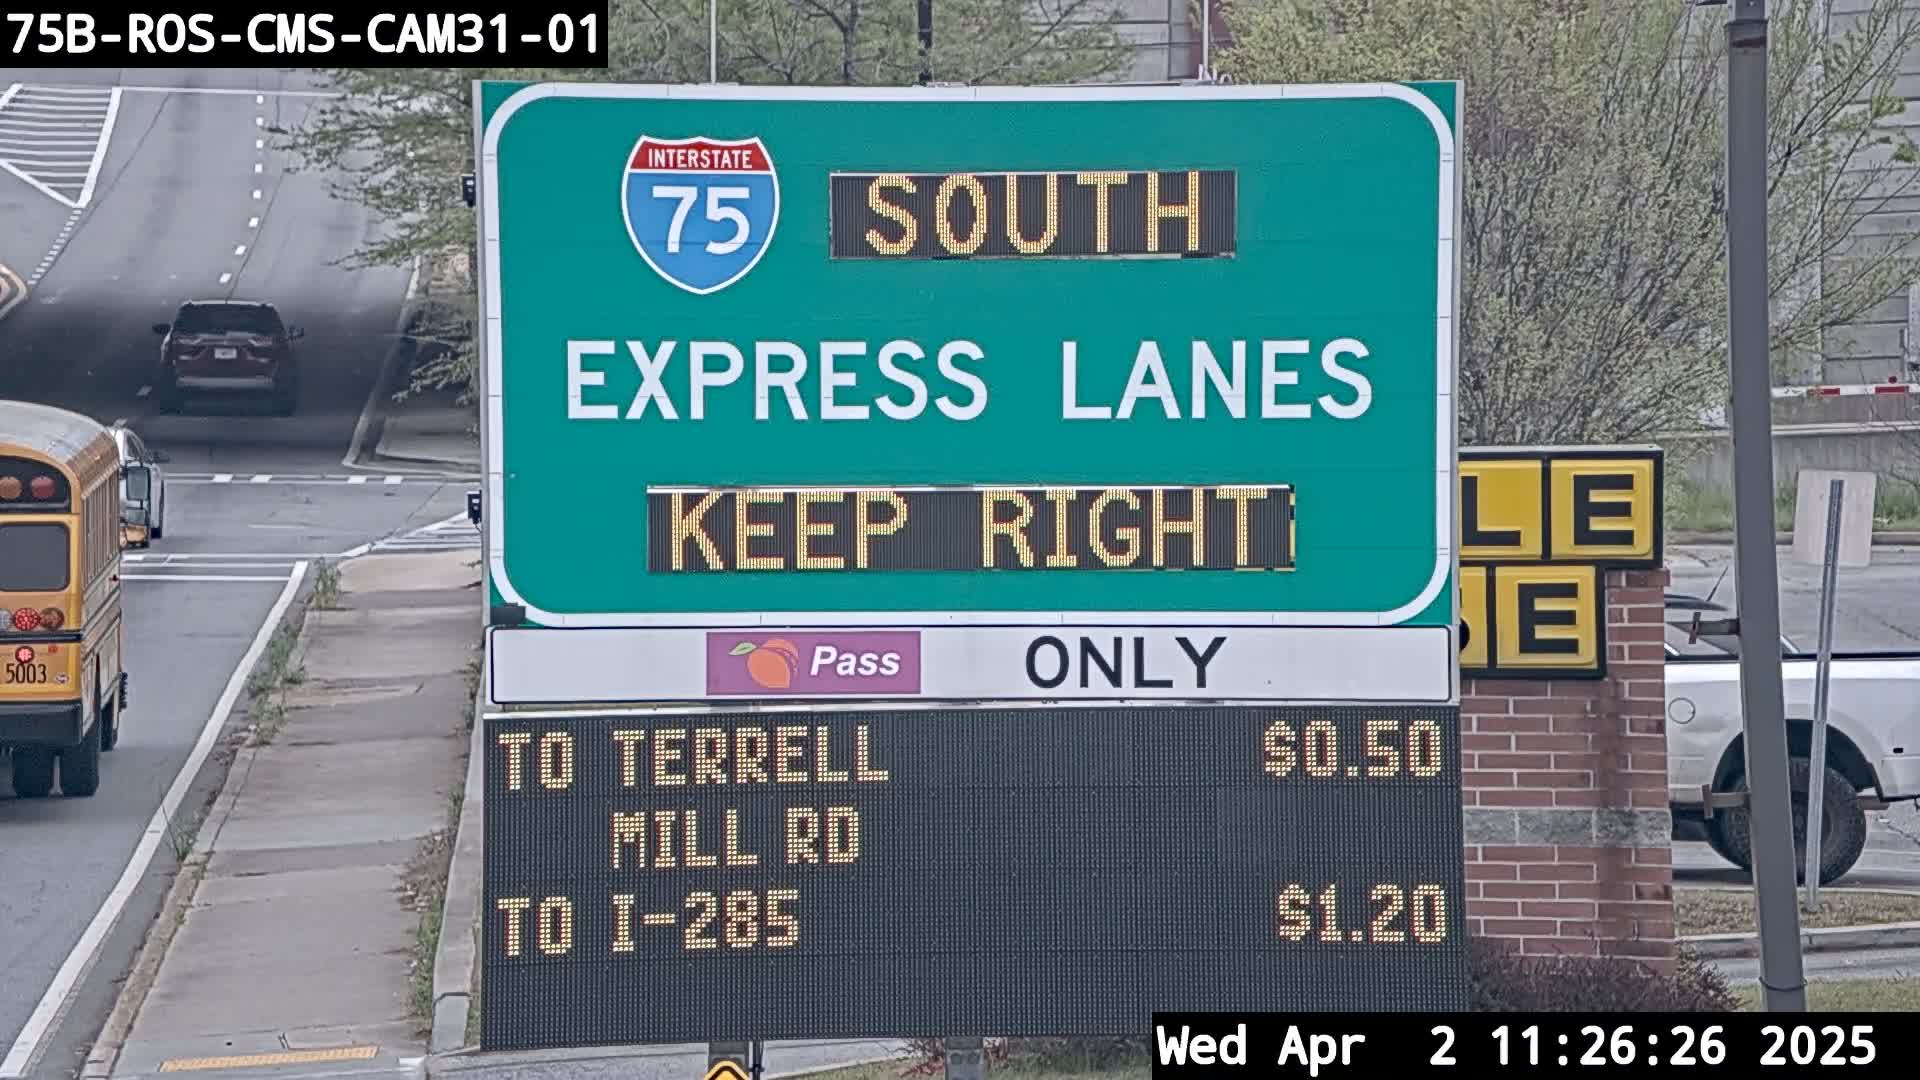 75B-ROS-CMS-CAM31-01
INTERSTATE
75
SOUTH
EXPRESS LANES
KEEP RIGHT
Pass ONLY
TO TERRELL $0.50
MILL RD
TO I-285 $1.20
LE
E
5003
Wed Apr 2 11:26:26 2025